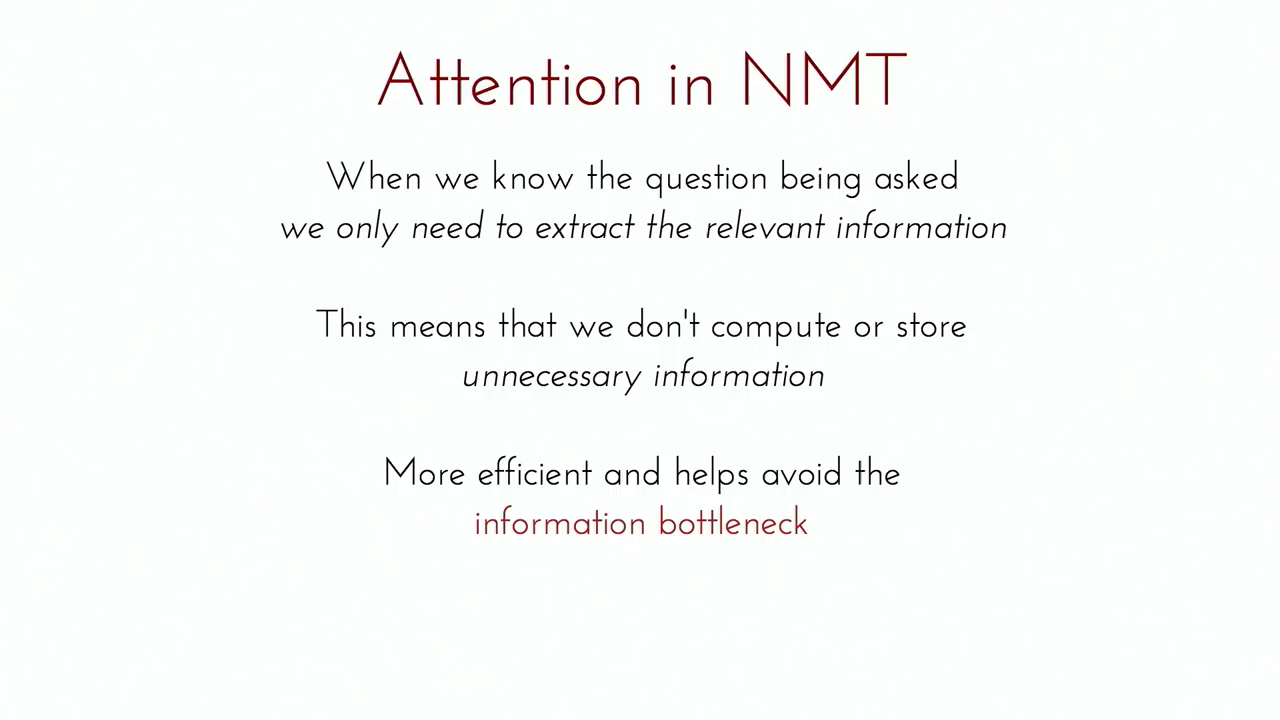 Attention in NMT
When we know the question being asked
we only need to extract the relevant information
This means that we don't compute or store
unnecessary information
More efficient and helps avoid the
information bottleneck